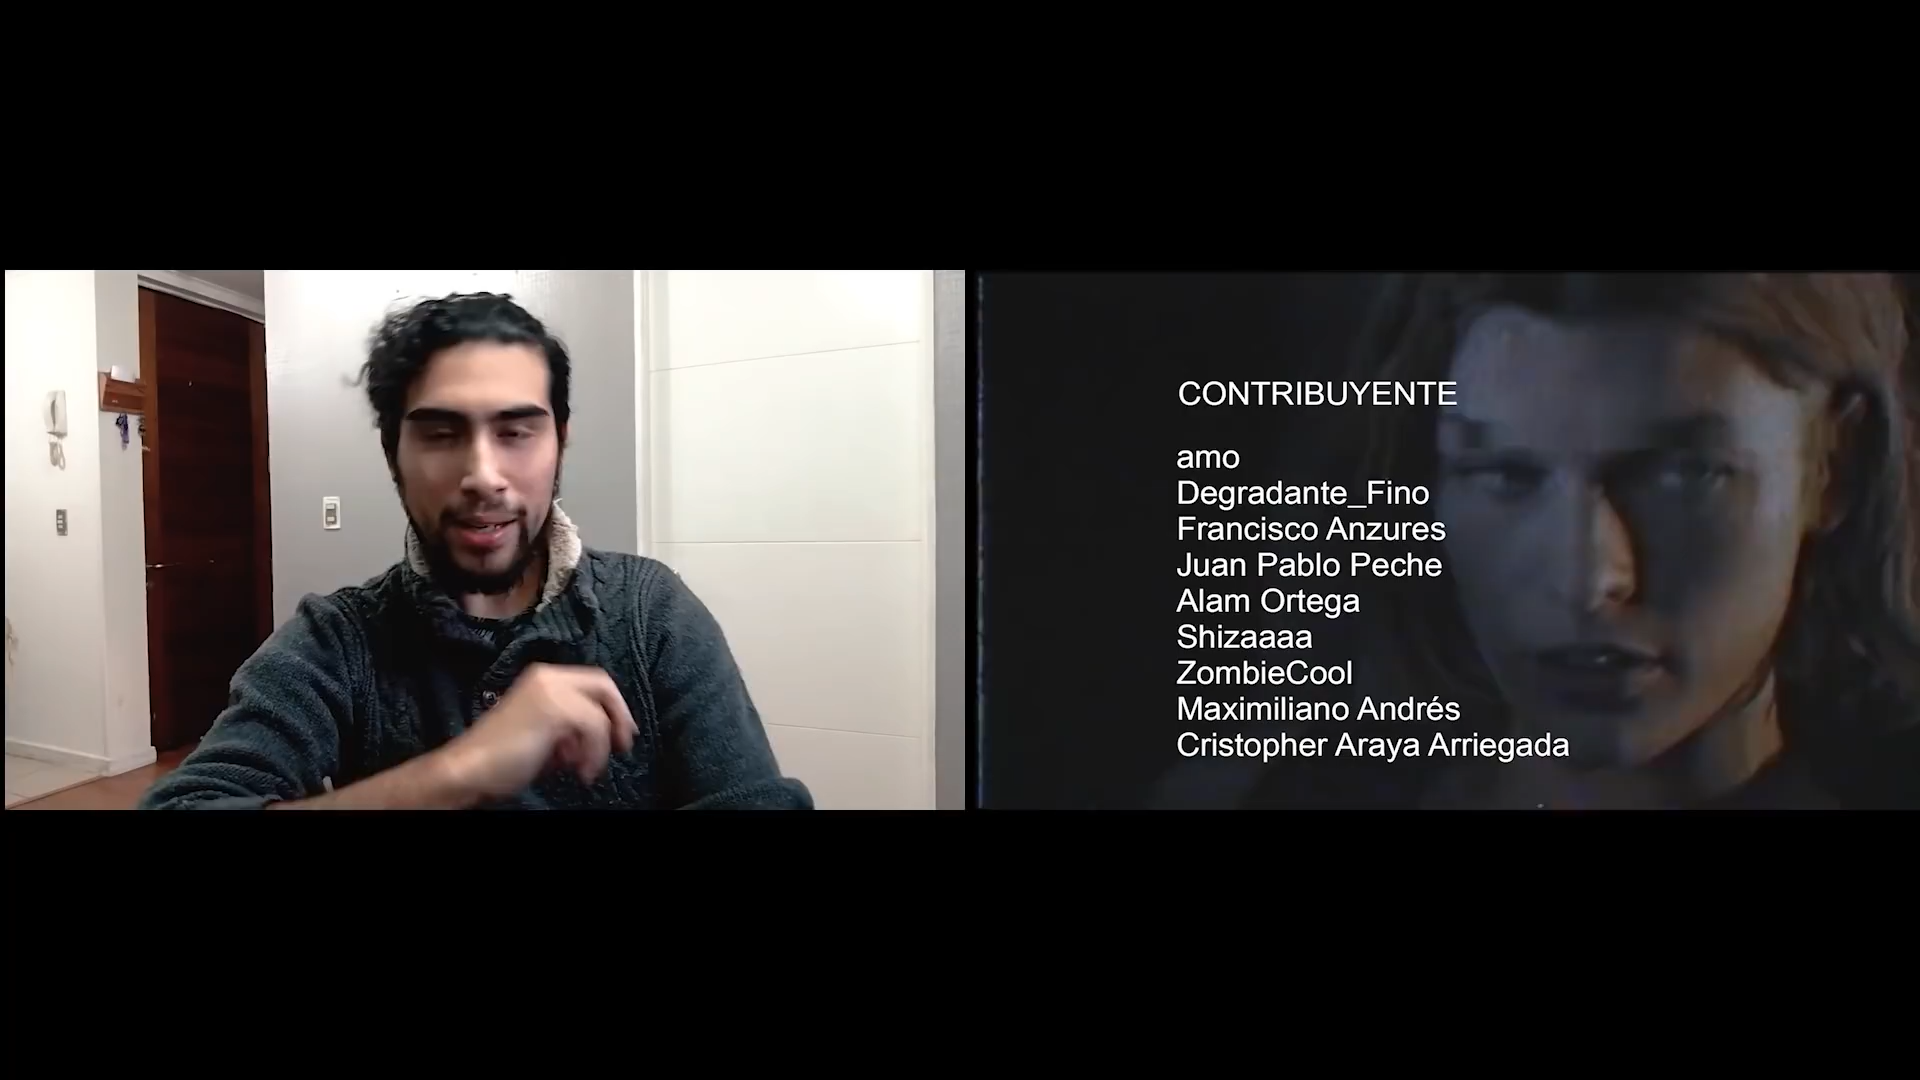 CONTRIBUYENTE
amo
Degradante_Fino
Francisco Anzures
Juan Pablo Peche
Alam Ortega
Shizaaaa
ZombieCool
Maximiliano Andrés
Cristopher Araya Arriegada